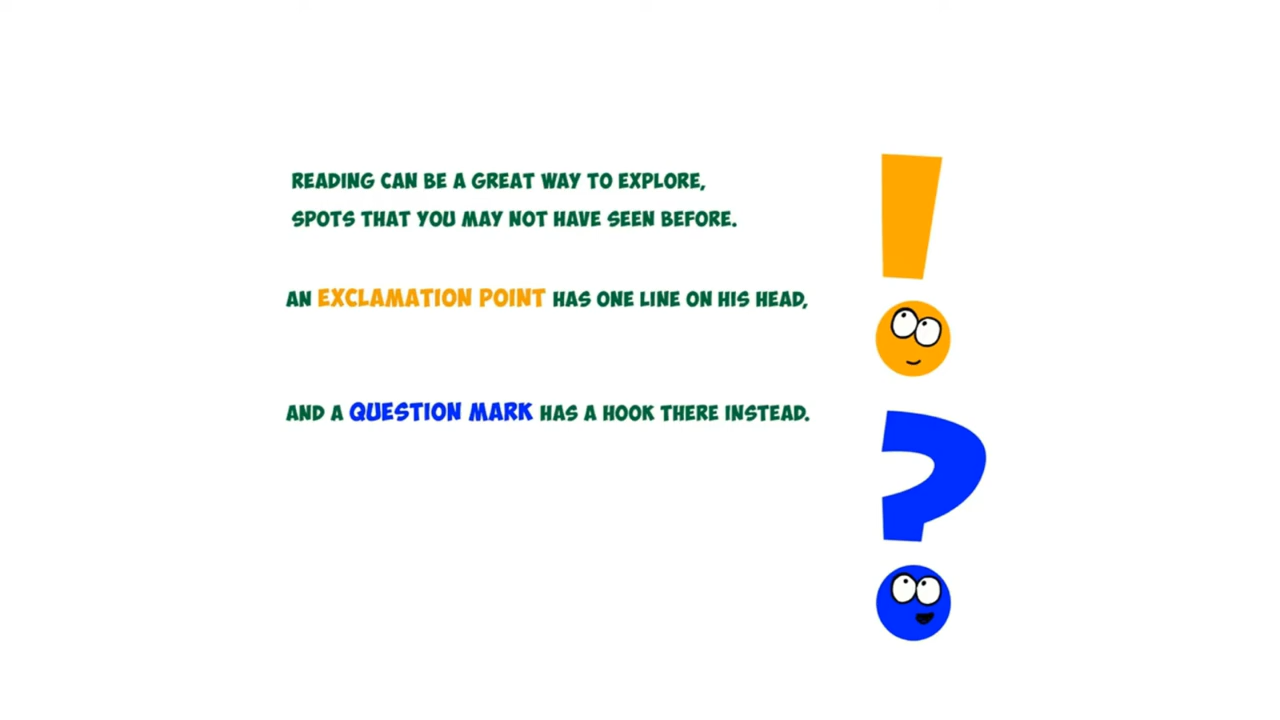 READING CAN BE A GREAT WAY TO EXPLORE,
SPOTS THAT YOU MAY NOT HAVE SEEN BEFORE.
AN EXCLAMATION POINT HAS ONE LINE ON HIS HEAD,
AND A QUESTION MARK HAS A HOOK THERE INSTEAD.
!
?